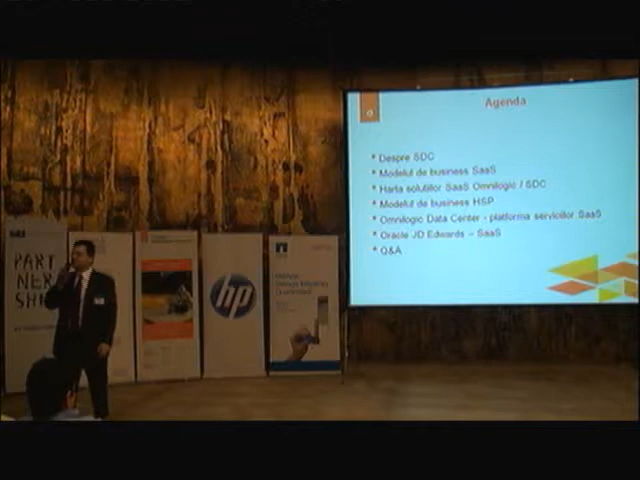 Agenda
Despre SDC
Modelul de business SaaS
Harta solutiilor SaaS Omnilogic / SDC
Modelul de business HSP
Omnilogic Data Center - platforma serviciilor SaaS
Oracle JD Edwards – SaaS
Q&A
PART
NER
SHI
hp